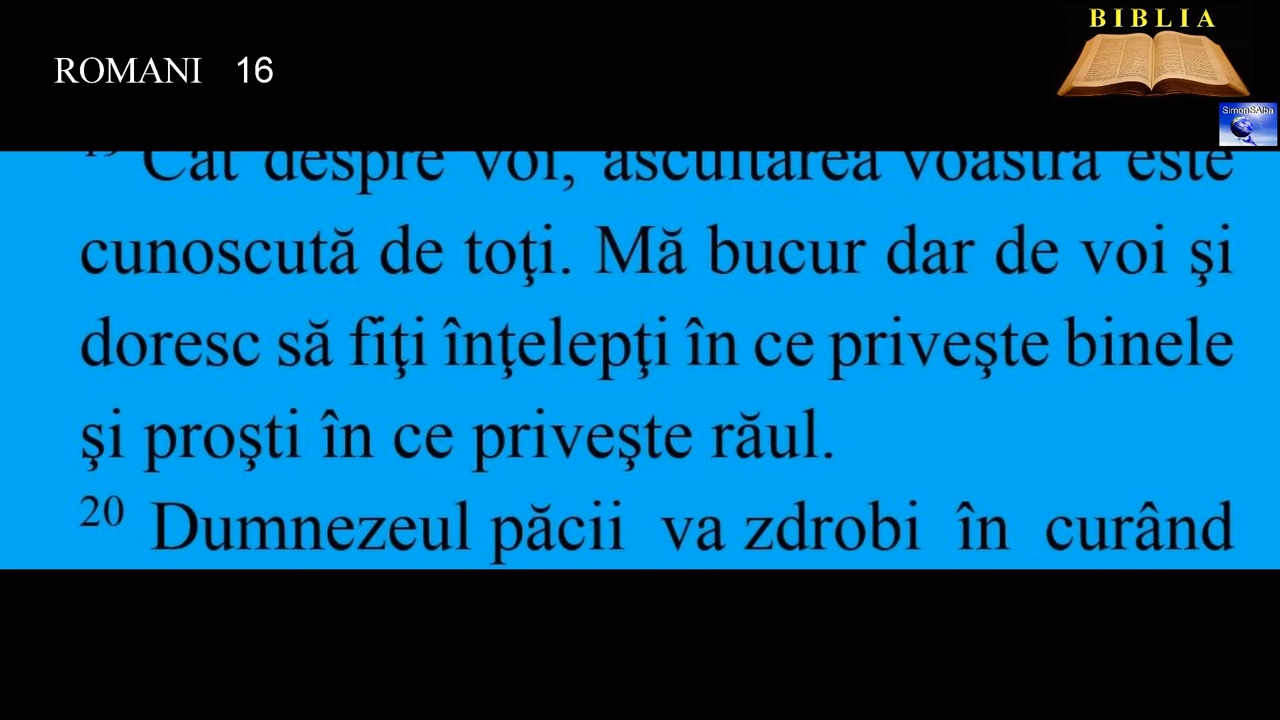 BIBLIA
ROMANI 16
SimonSAlba
19 Cât despre voi, ascultarea voastră este
cunoscută de toţi. Mă bucur dar de voi şi
doresc să fiţi înţelepţi în ce priveşte binele
şi proşti în ce priveşte răul.
20 Dumnezeul păcii va zdrobi în curând